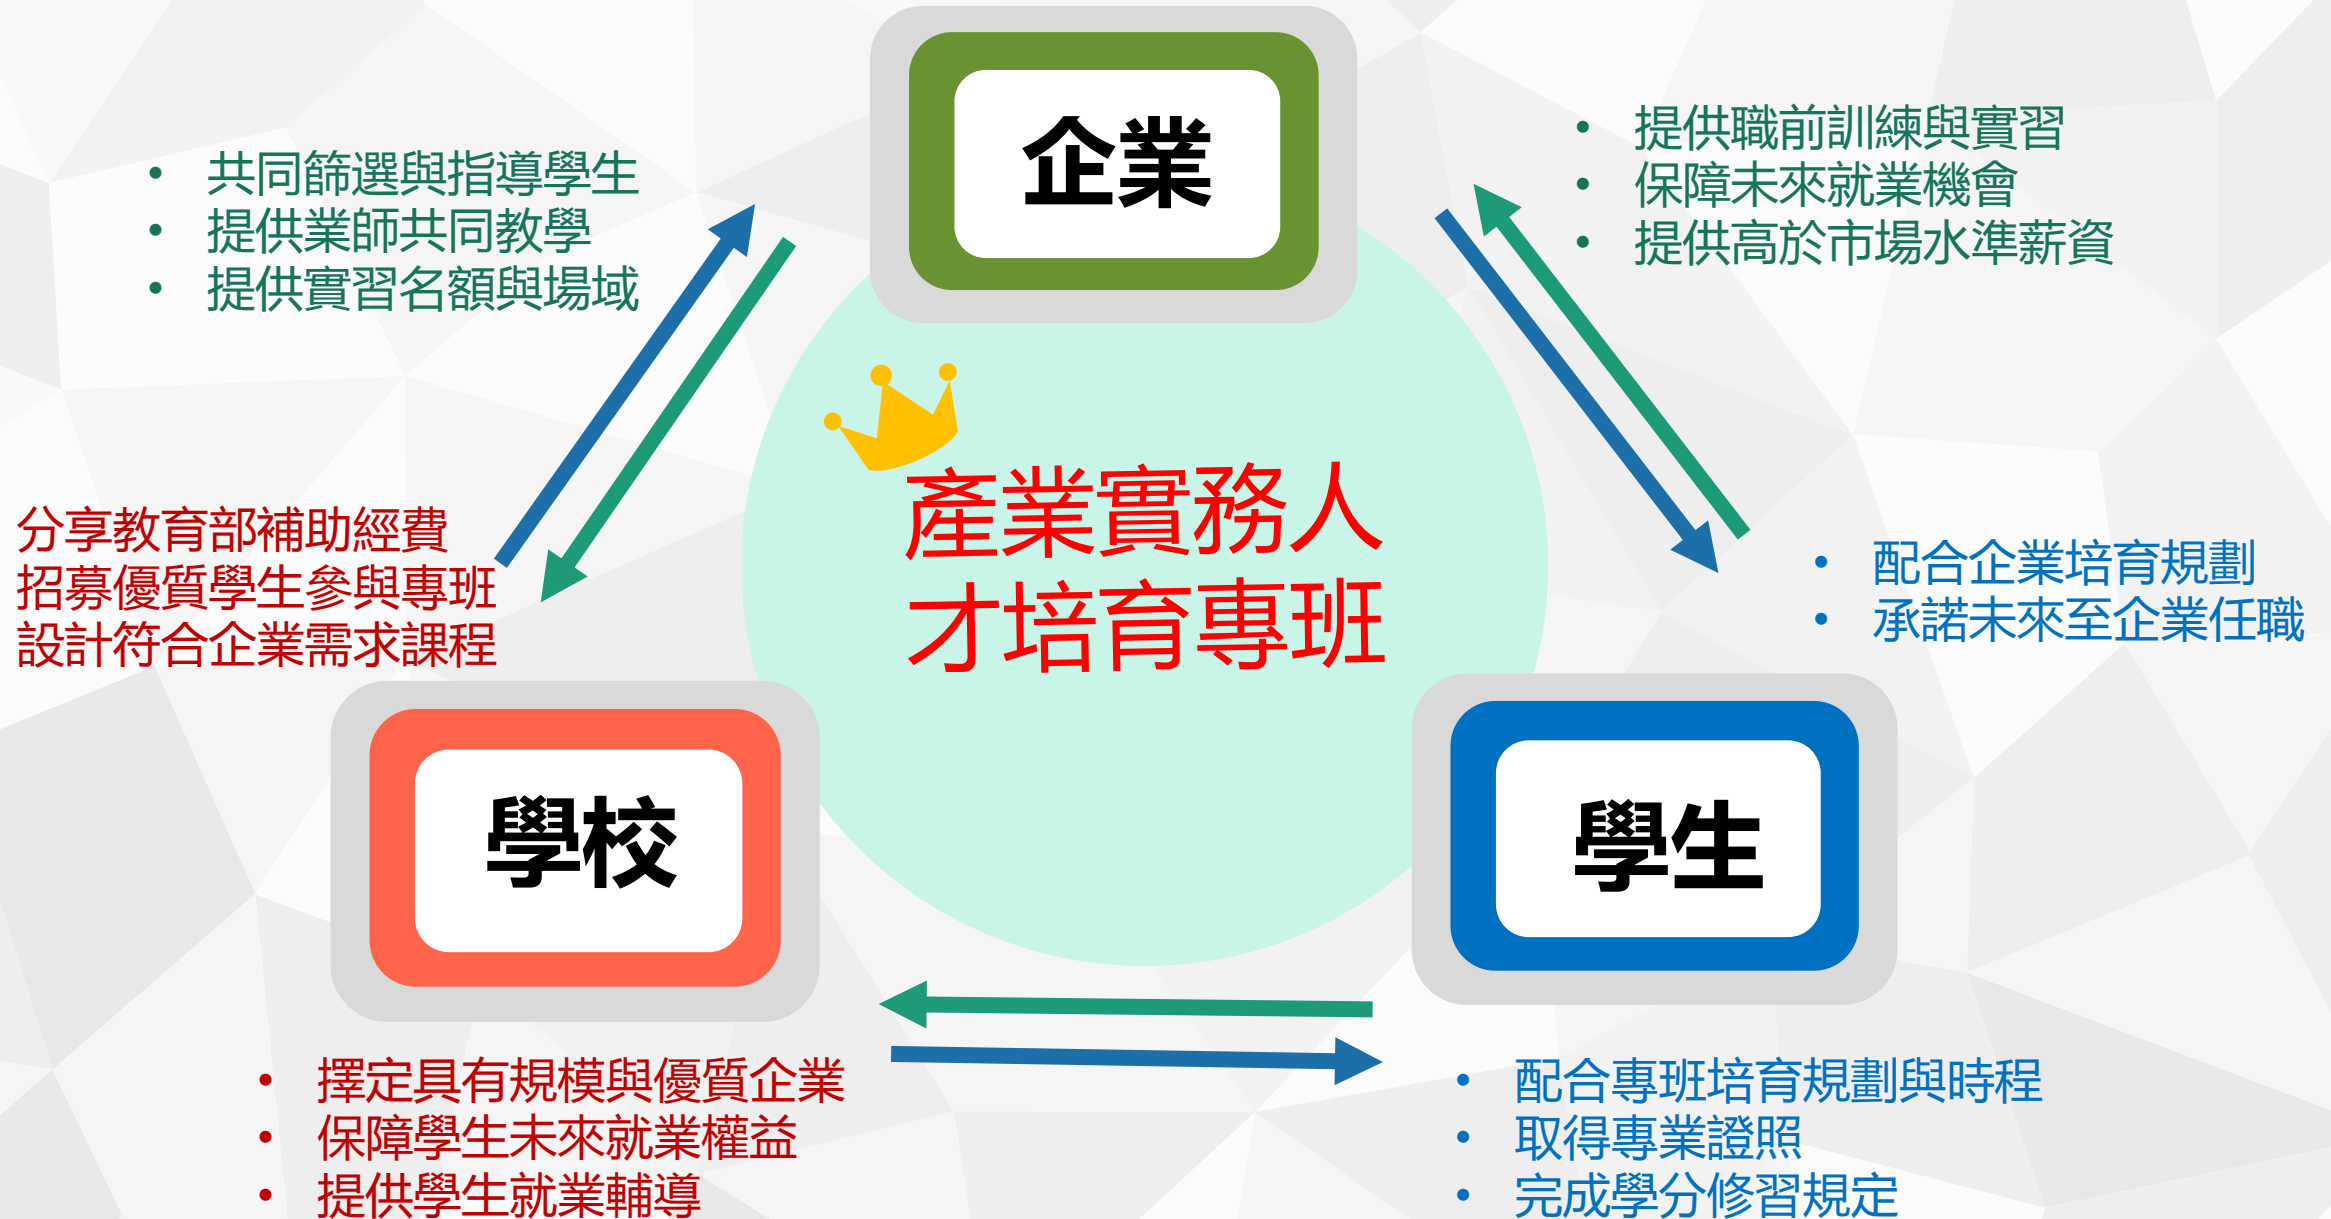 企業
• 共同篩選與指導學生
• 提供業師共同教學
• 提供實習名額與場域
• 提供職前訓練與實習
• 保障未來就業機會
• 提供高於市場水準薪資
產業實務人
才培育專班
分享教育部補助經費
招募優質學生參與專班
設計符合企業需求課程
• 配合企業培育規劃
• 承諾未來至企業任職
學校
學生
• 擇定具有規模與優質企業
• 保障學生未來就業權益
• 提供學生就業輔導
• 配合專班培育規劃與時程
• 取得專業證照
• 完成學分修習規定